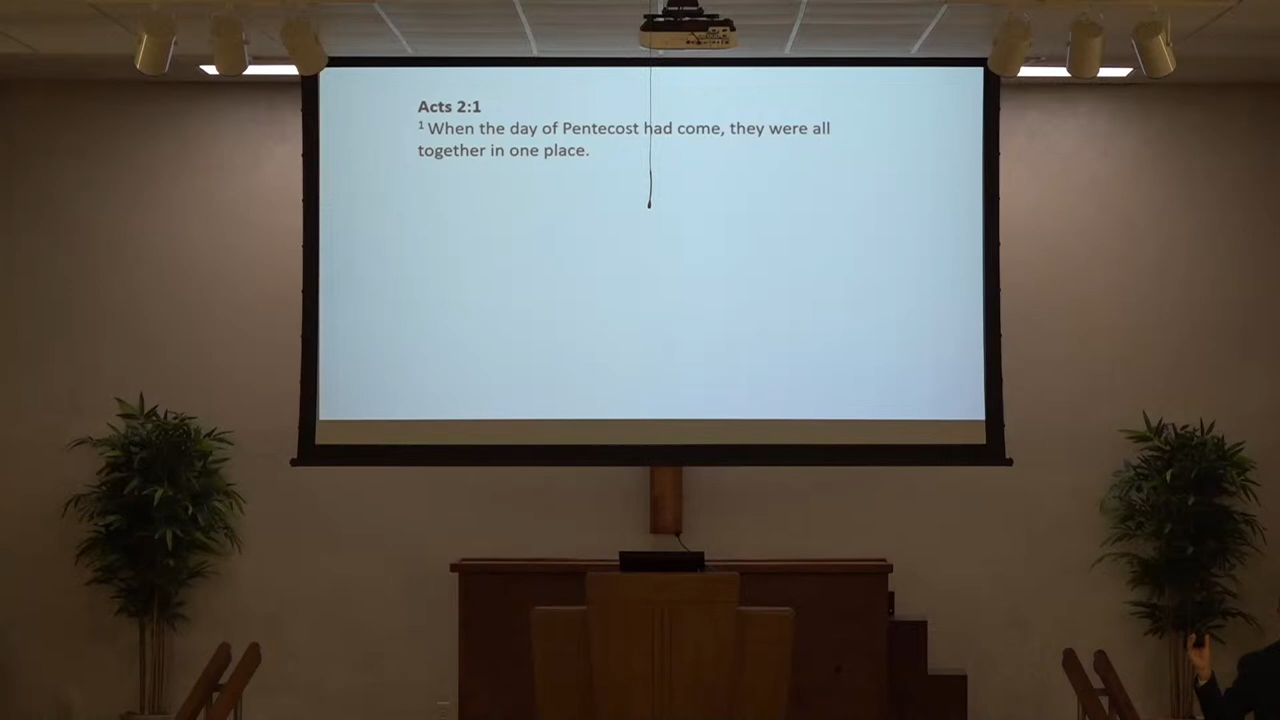 Acts 2:1
1 When the day of Pentecost had come, they were all
together in one place.